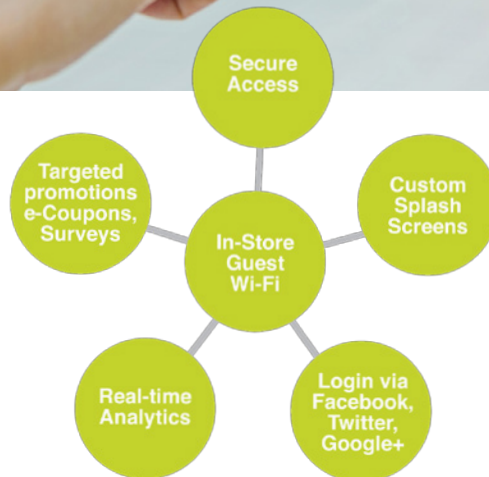 Secure
Access
Targeted
promotions
e-Coupons,
Surveys
Custom
Splash
Screens
In-Store
Guest
Wi-Fi
Real-time
Analytics
Login via
Facebook,
Twitter,
Google+